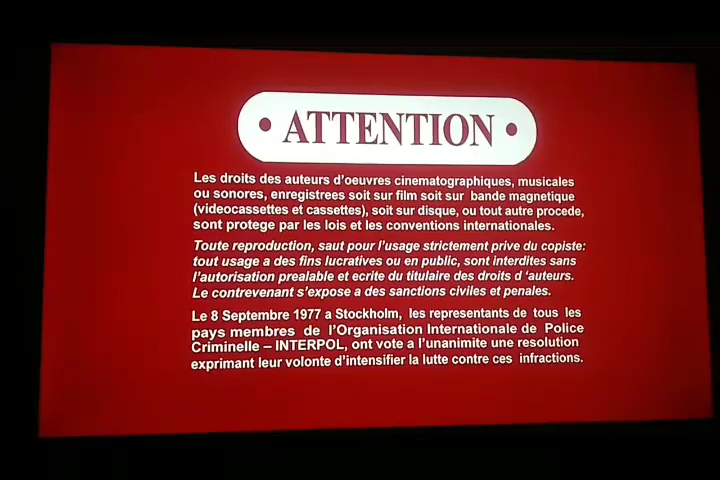 • ATTENTION •
Les droits des auteurs d'oeuvres cinematographiques, musicales
ou sonores, enregistrees soit sur film soit sur bande magnetique
(videocassettes et cassettes), soit sur disque, ou tout autre procede,
sont protege par les lois et les conventions internationales.
Toute reproduction, saut pour l'usage strictement prive du copiste:
tout usage a des fins lucratives ou en public, sont interdites sans
l'autorisation prealable et ecrite du titulaire des droits d 'auteurs.
Le contrevenant s'expose a des sanctions civiles et penales.
Le 8 Septembre 1977 a Stockholm, les representants de tous les
pays membres de l'Organisation Internationale de Police
Criminelle – INTERPOL, ont vote a l'unanimite une resolution
exprimant leur volonte d'intensifier la lutte contre ces infractions.